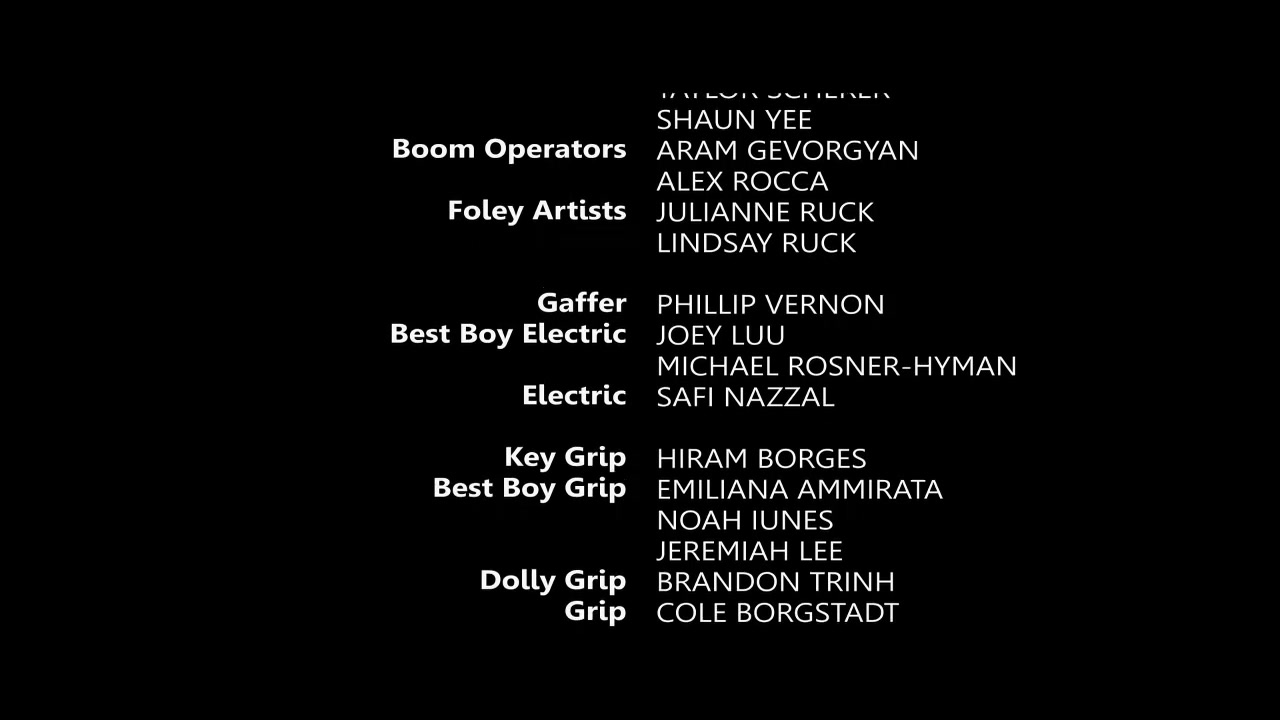 TAYLOR SCHERER
SHAUN YEE
Boom Operators ARAM GEVORGYAN
ALEX ROCCA
Foley Artists JULIANNE RUCK
LINDSAY RUCK
Gaffer PHILLIP VERNON
Best Boy Electric JOEY LUU
MICHAEL ROSNER-HYMAN
Electric SAFI NAZZAL
Key Grip HIRAM BORGES
Best Boy Grip EMILIANA AMMIRATA
NOAH IUNES
JEREMIAH LEE
Dolly Grip BRANDON TRINH
Grip COLE BORGSTADT